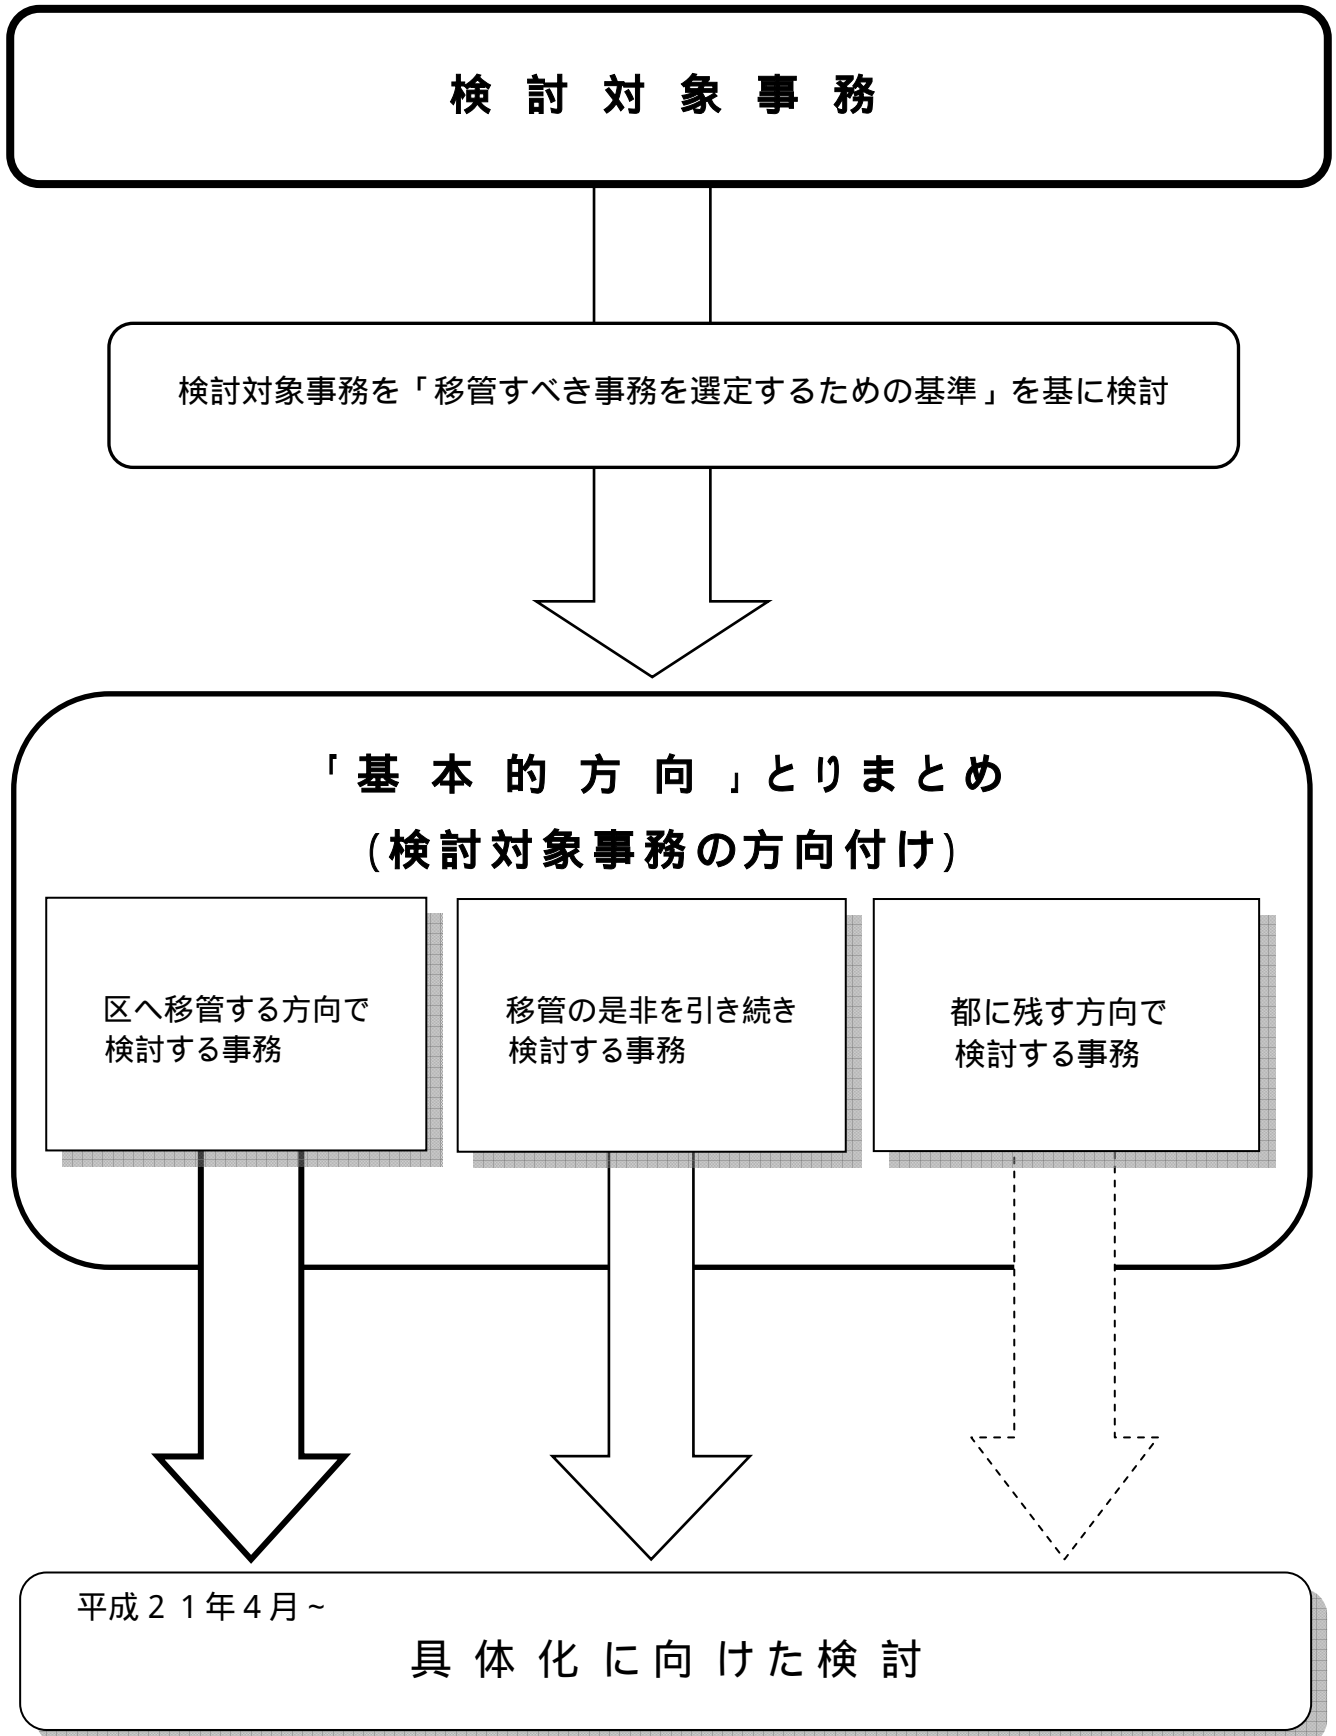 検討対象事務
検討対象事務を「移管すべき事務を選定するための基準」を基に検討
「基本的方向」とりまとめ
(検討対象事務の方向付け)
区へ移管する方向で
検討する事務
移管の是非を引き続き
検討する事務
都に残す方向で
検討する事務
平成21年4月~
具体化に向けた検討